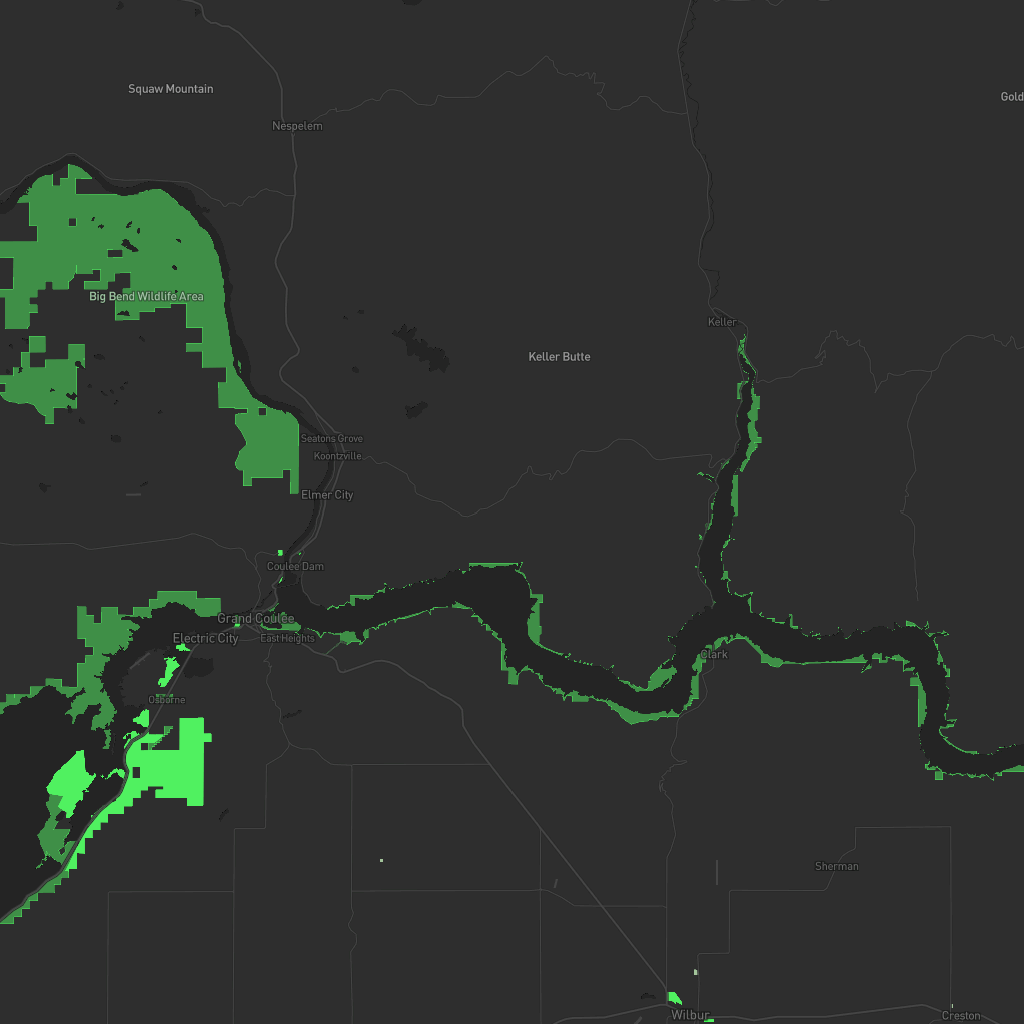 Squaw Mountain
Gold
Nespelem
Big Bend Wildlife Area
Keller
Keller Butte
Seatons Grove
Koontzville
Elmer City
Coulee Dam
Grand Coulee
Electric City
East Heights
Clark
Osborne
Sherman
Wilbur
Creston